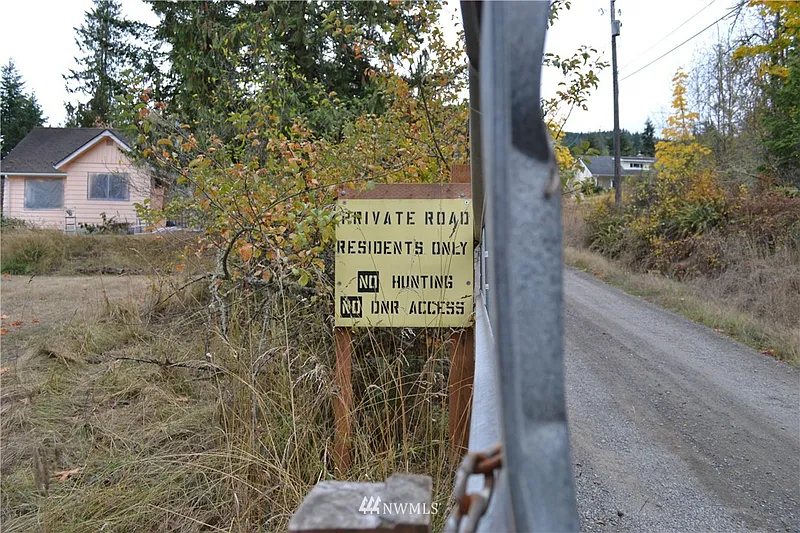 PRIVATE ROAD
RESIDENTS ONLY
NO HUNTING
NO DNR ACCESS
NWMLS